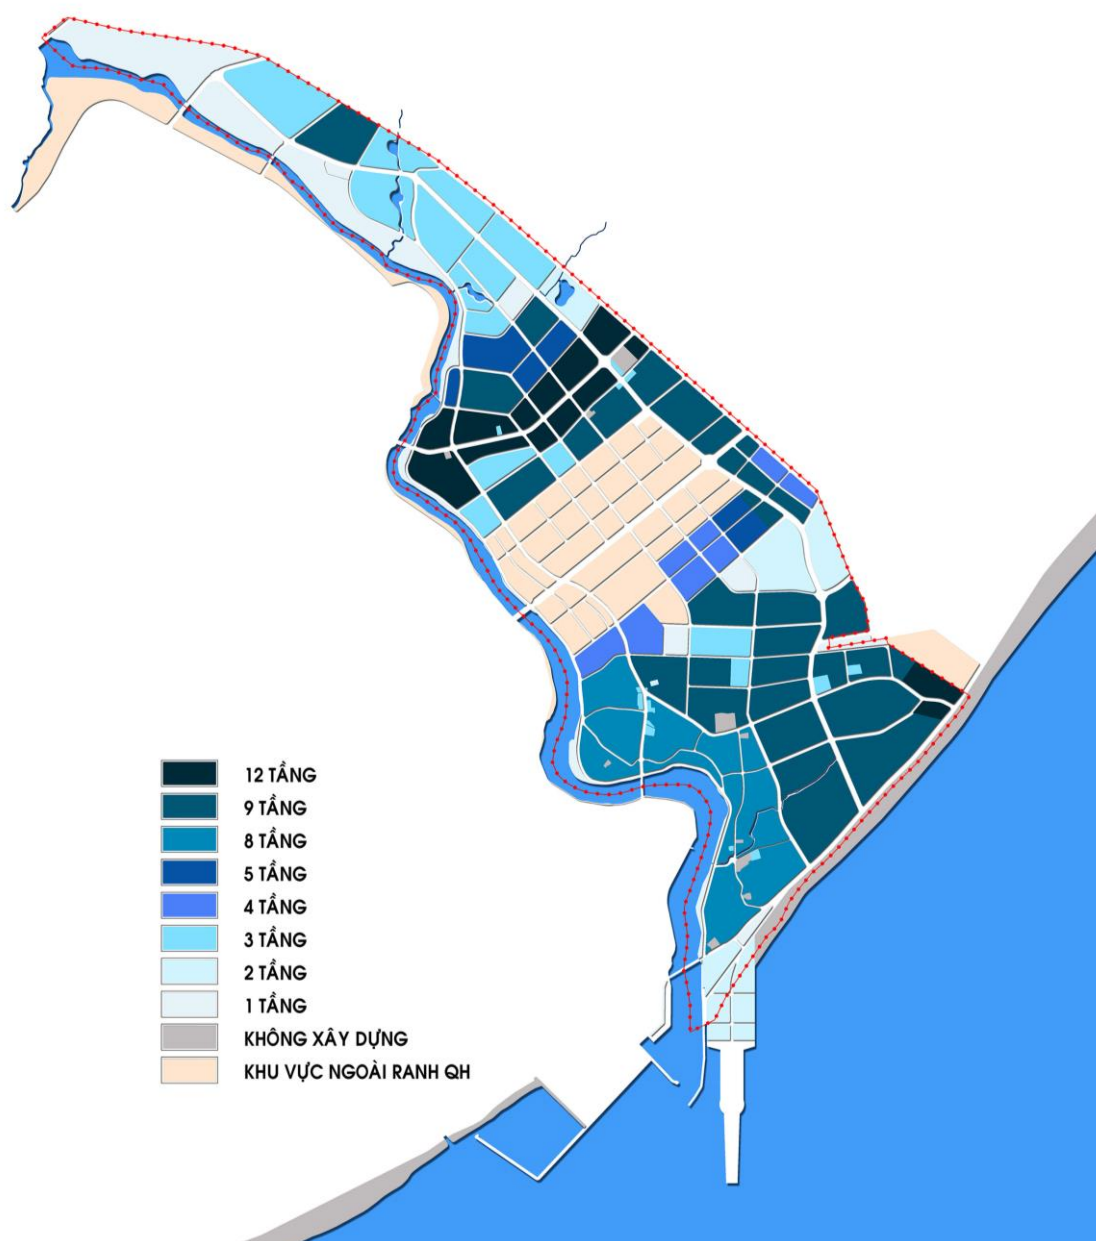 12 TẦNG
9 TẦNG
8 TẦNG
5 TẦNG
4 TẦNG
3 TẦNG
2 TẦNG
1 TẦNG
KHÔNG XÂY DỰNG
KHU VỰC NGOÀI RANH QH